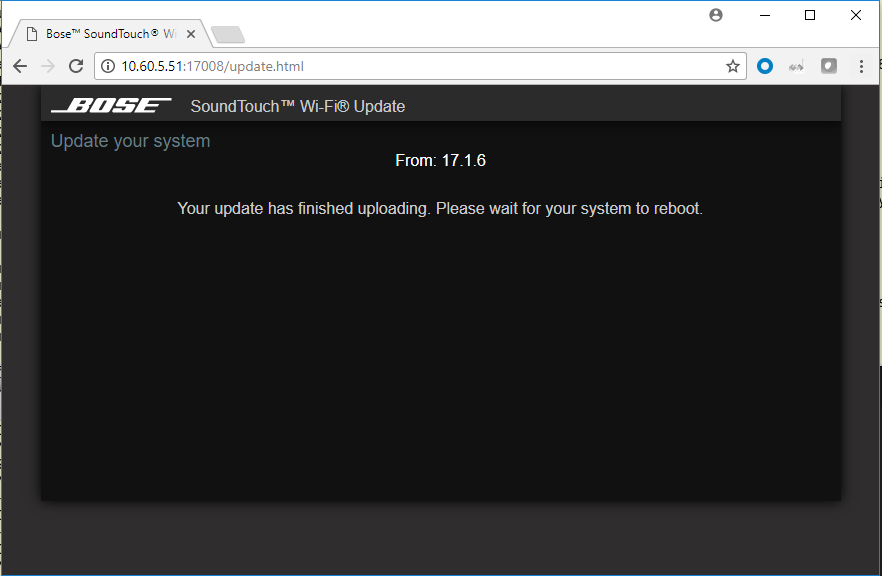 Bose™ SoundTouch® Wi
10.60.5.51:17008/update.html
BOSE SoundTouch™ Wi-Fi® Update
Update your system
From: 17.1.6
Your update has finished uploading. Please wait for your system to reboot.